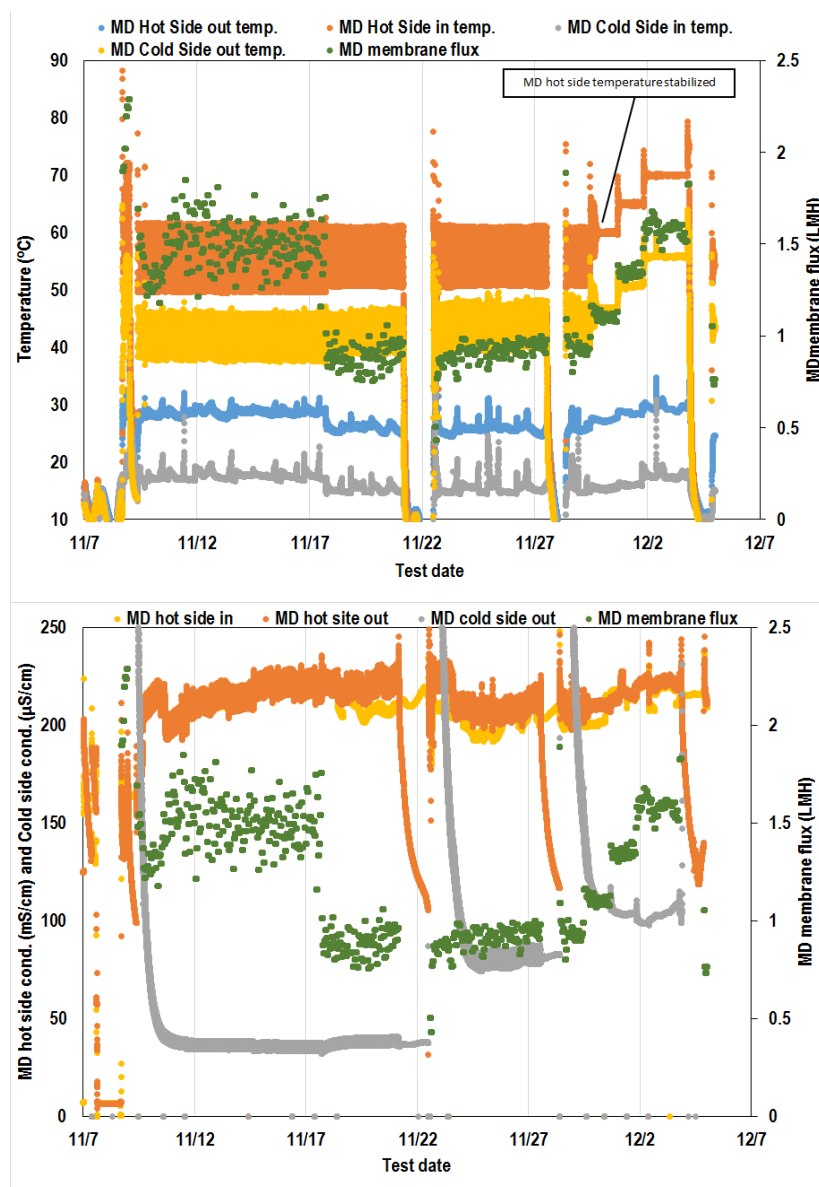 MD Hot Side out temp. MD Hot Side in temp. MD Cold Side in temp.
MD Cold Side out temp. MD membrane flux
MD hot side temperature stabilized
Temperature (°C)
90
80
70
60
50
40
30
20
10
2.5
2
1.5
1
0.5
0
MDmembrane flux (LMH)
11/7 11/12 11/17 11/22 11/27 12/2 12/7
Test date
MD hot side in MD hot site out MD cold side out MD membrane flux
MD hot side cond. (mS/cm) and Cold side cond. (µS/cm)
250
200
150
100
50
0
2.5
2
1.5
1
0.5
0
MD membrane flux (LMH)
11/7 11/12 11/17 11/22 11/27 12/2 12/7
Test date